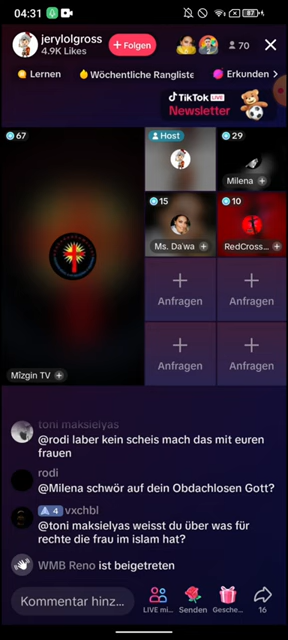 04:31
jerylolgross
4.9K Likes
+ Folgen
70
Lernen
Wöchentliche Rangliste
Erkunden
TikTok LIVE
Newsletter
67
Host
29
Milena
15
10
Ms. Da'wa
RedCross...
Anfragen
Anfragen
Anfragen
Anfragen
Mîzgin TV
toni maksielyas
@rodi laber kein scheis mach das mit euren
frauen
rodi
@Milena schwör auf dein Obdachlosen Gott?
4 vxchbl
@toni maksielyas weisst du über was für
rechte die frau im islam hat?
WMB Reno ist beigetreten
Kommentar hinz...
LIVE mi...
Senden
Gesche...
16